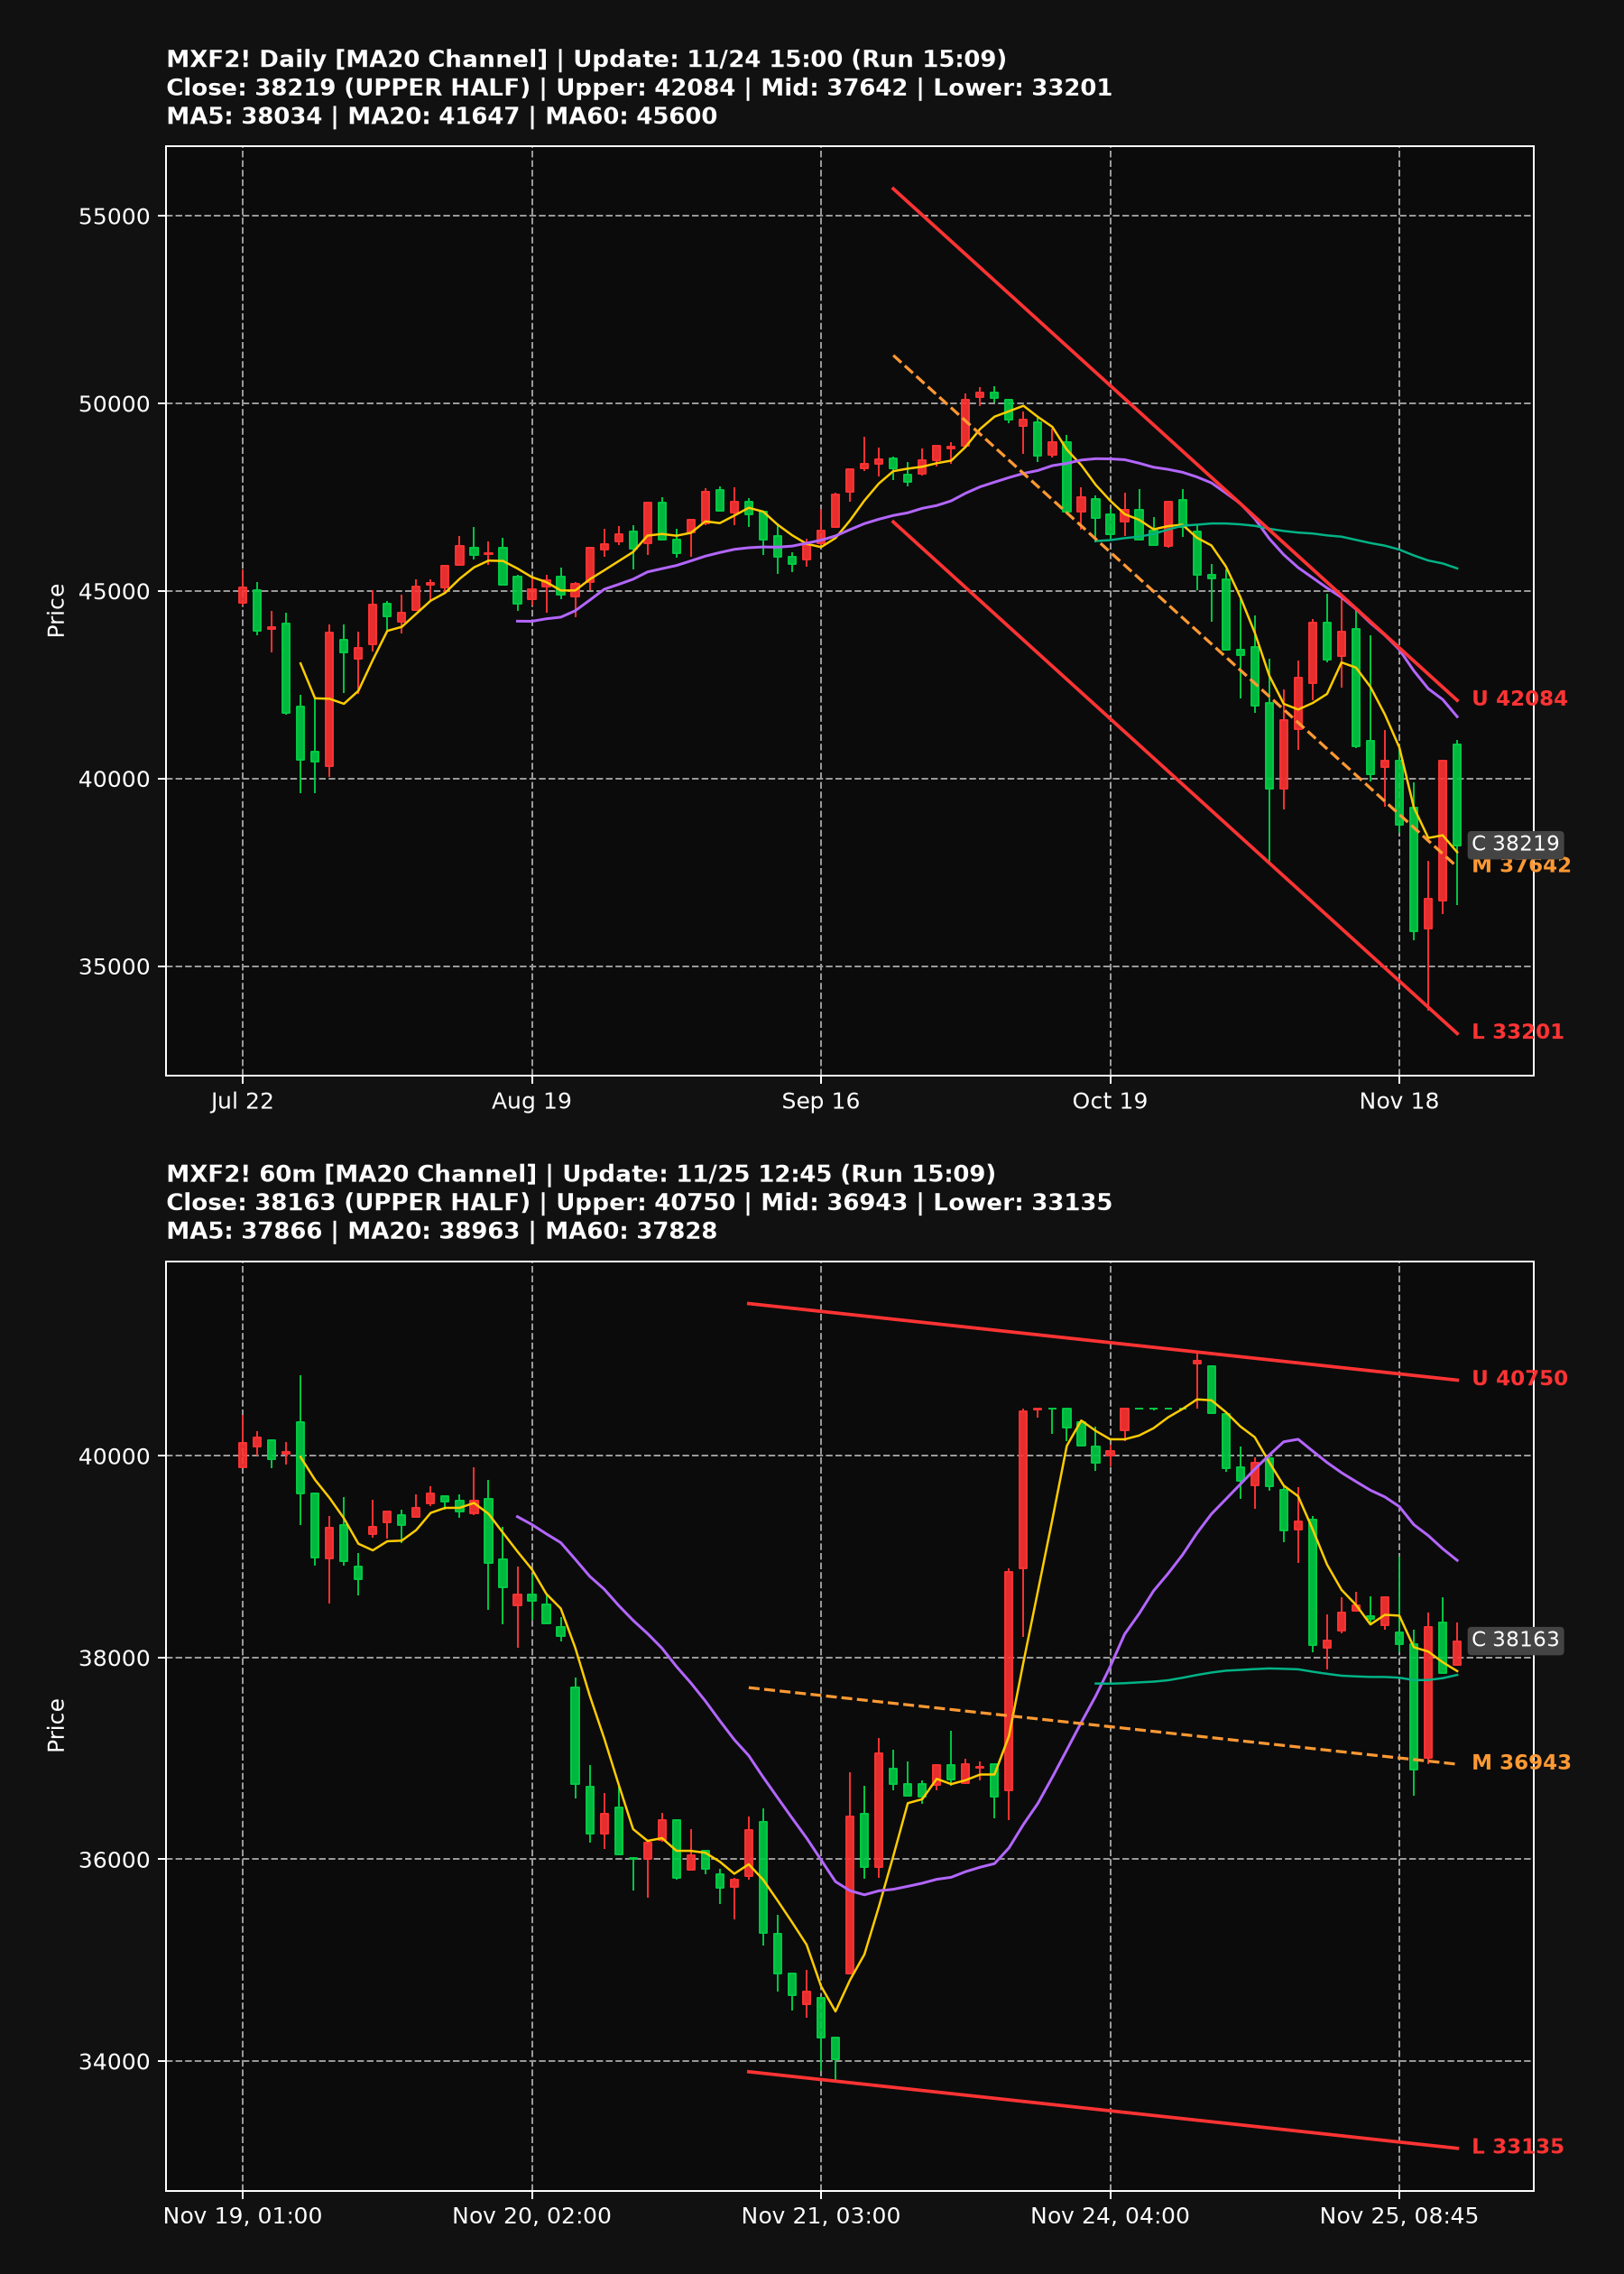 MXF2! Daily [MA20 Channel] | Update: 11/24 15:00 (Run 15:09)
Close: 38219 (UPPER HALF) | Upper: 42084 | Mid: 37642 | Lower: 33201
MA5: 38034 | MA20: 41647 | MA60: 45600
Price
55000
50000
45000
40000
35000
U 42084
C 38219
M 37642
L 33201
Jul 22
Aug 19
Sep 16
Oct 19
Nov 18
MXF2! 60m [MA20 Channel] | Update: 11/25 12:45 (Run 15:09)
Close: 38163 (UPPER HALF) | Upper: 40750 | Mid: 36943 | Lower: 33135
MA5: 37866 | MA20: 38963 | MA60: 37828
Price
40000
38000
36000
34000
U 40750
C 38163
M 36943
L 33135
Nov 19, 01:00
Nov 20, 02:00
Nov 21, 03:00
Nov 24, 04:00
Nov 25, 08:45